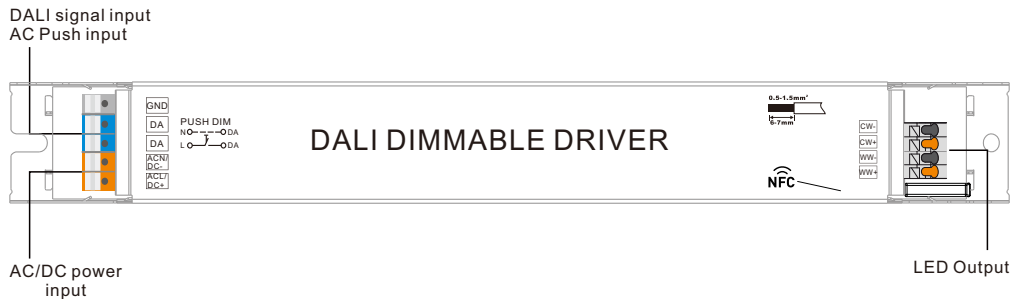 DALI signal input
AC Push input
GND
DA
DA
ACN/
DC-
ACL/
DC+
PUSH DIM
N DA
L DA
DALI DIMMABLE DRIVER
0.5-1.5mm²
6-7mm
NFC
CW-
CW+
WW-
WW+
AC/DC power
input
LED Output